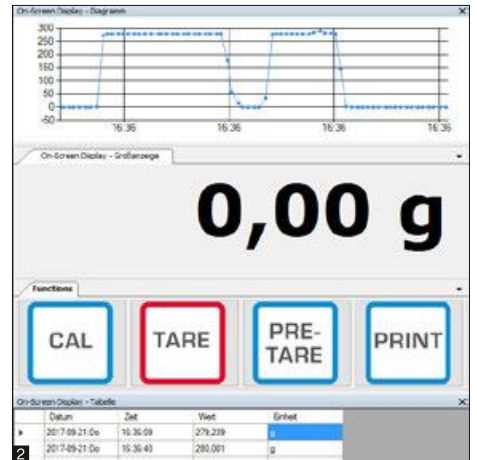 On-Screen Display - Diagramm
300
250
200
150
100
50
0
-50
16:36 16:36 16:36 16:36
On-Screen Display - Großanzeige
0,00 g
Functions
CAL TARE PRE-TARE PRINT
On-Screen Display - Tabelle
Datum Zeit Wert Einheit
2017-09-21:Do 16:36:09 279,239 g
2017-09-21:Do 16:36:40 280,001 g
2